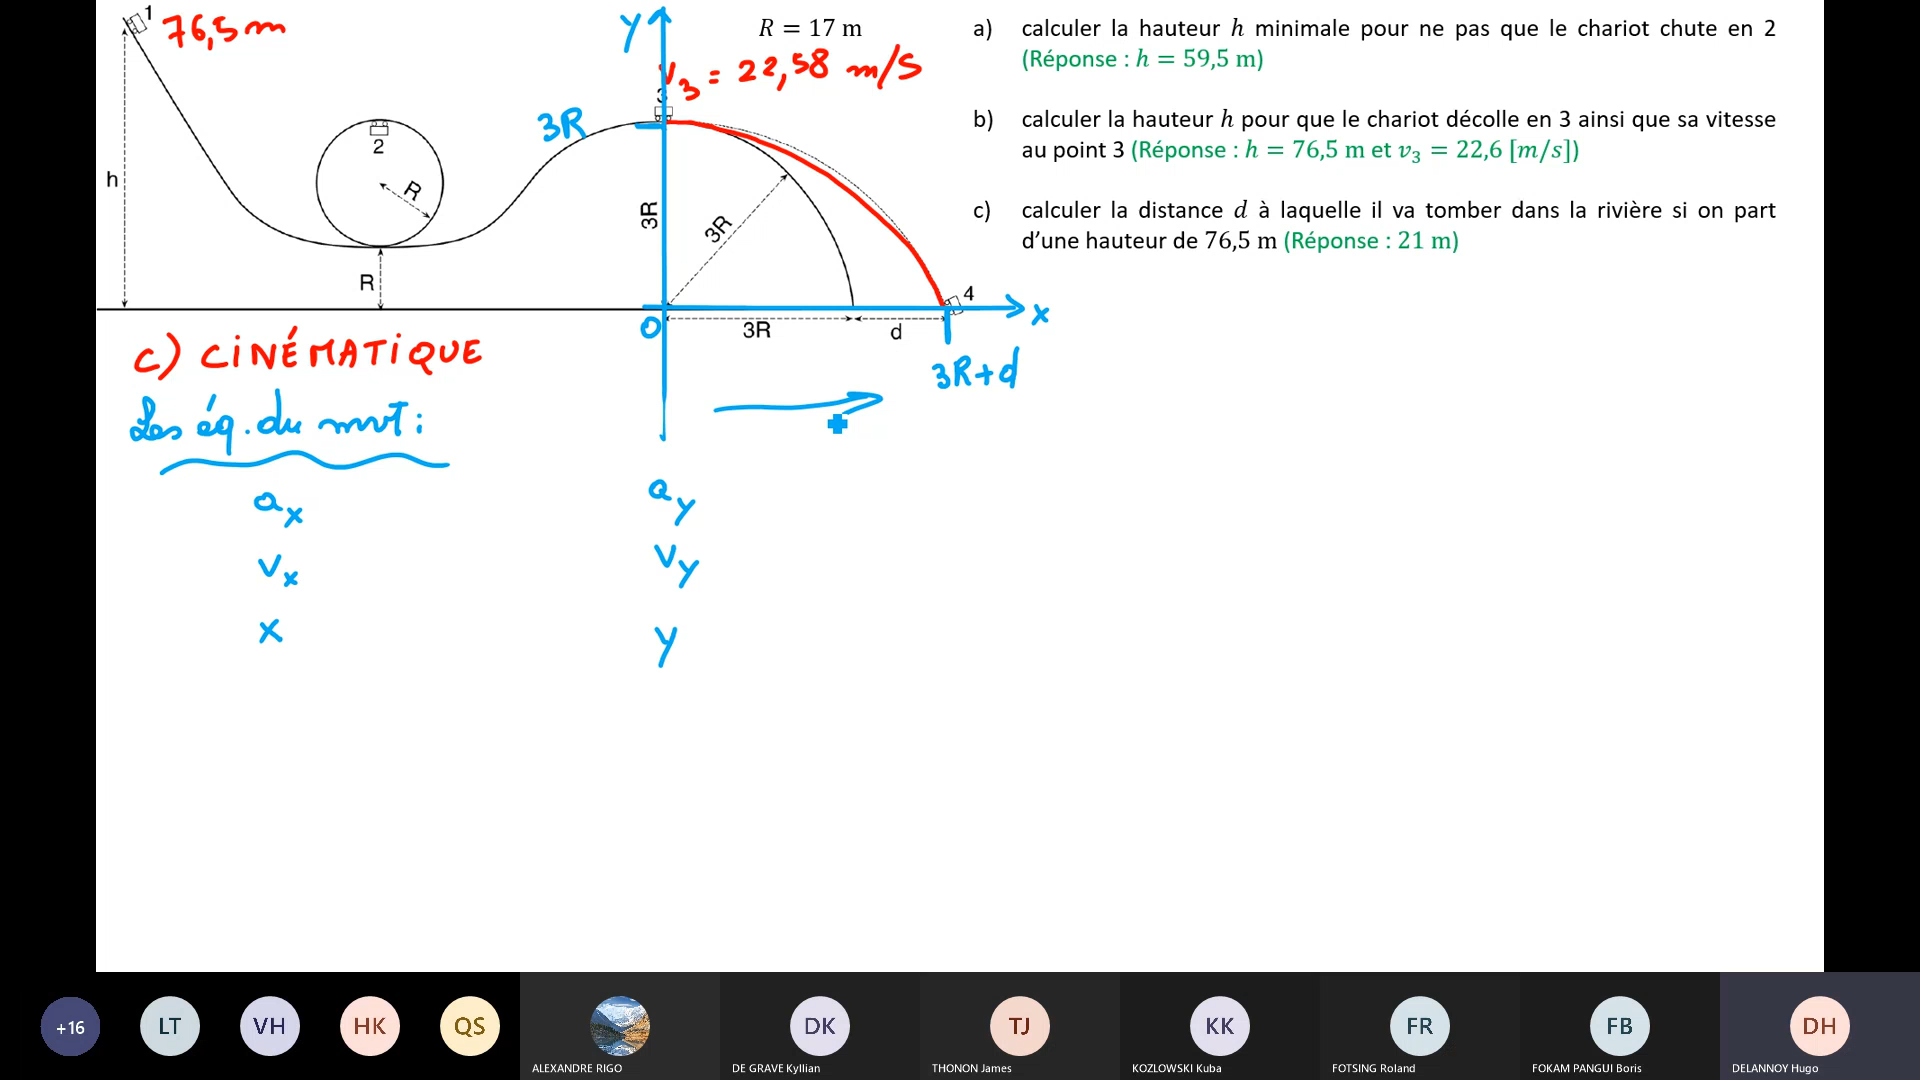 1
76,5 m
y
R = 17 m
v3 = 22,58 m/s
3
3R
2
h
R
3R
3R
R
4
O
3R
d
x
3R+d
a) calculer la hauteur h minimale pour ne pas que le chariot chute en 2
(Réponse : h = 59,5 m)
b) calculer la hauteur h pour que le chariot décolle en 3 ainsi que sa vitesse
au point 3 (Réponse : h = 76,5 m et v3 = 22,6 [m/s])
c) calculer la distance d à laquelle il va tomber dans la rivière si on part
d'une hauteur de 76,5 m (Réponse : 21 m)
c) CINÉMATIQUE
Les éq. du mvt :
ax ay
vx vy
x y
+16
LT
VH
HK
QS
ALEXANDRE RIGO
DK
DE GRAVE Kyllian
TJ
THONON James
KK
KOZLOWSKI Kuba
FR
FOTSING Roland
FB
FOKAM PANGUI Boris
DH
DELANNOY Hugo